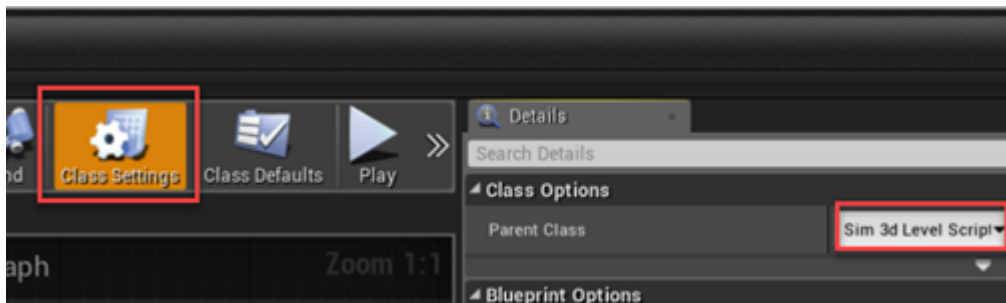 Details
Search Details
nd Class Settings Class Defaults Play
Class Options
Parent Class Sim 3d Level Script
aph Zoom 1:1
Blueprint Options